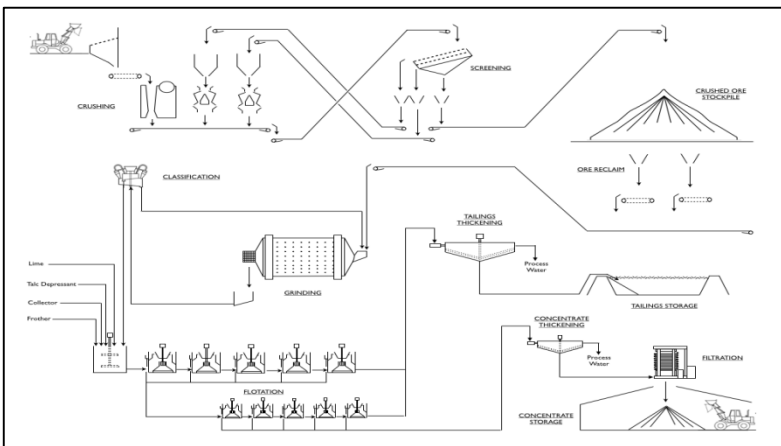 SCREENING
CRUSHING
CRUSHED ORE
STOCKPILE
ORE RECLAIM
CLASSIFICATION
TAILINGS
THICKENING
Process
Water
GRINDING
TAILINGS STORAGE
Lime
Talc Depressant
Collector
Frother
CONCENTRATE
THICKENING
Process
Water
FILTRATION
FLOTATION
CONCENTRATE
STORAGE